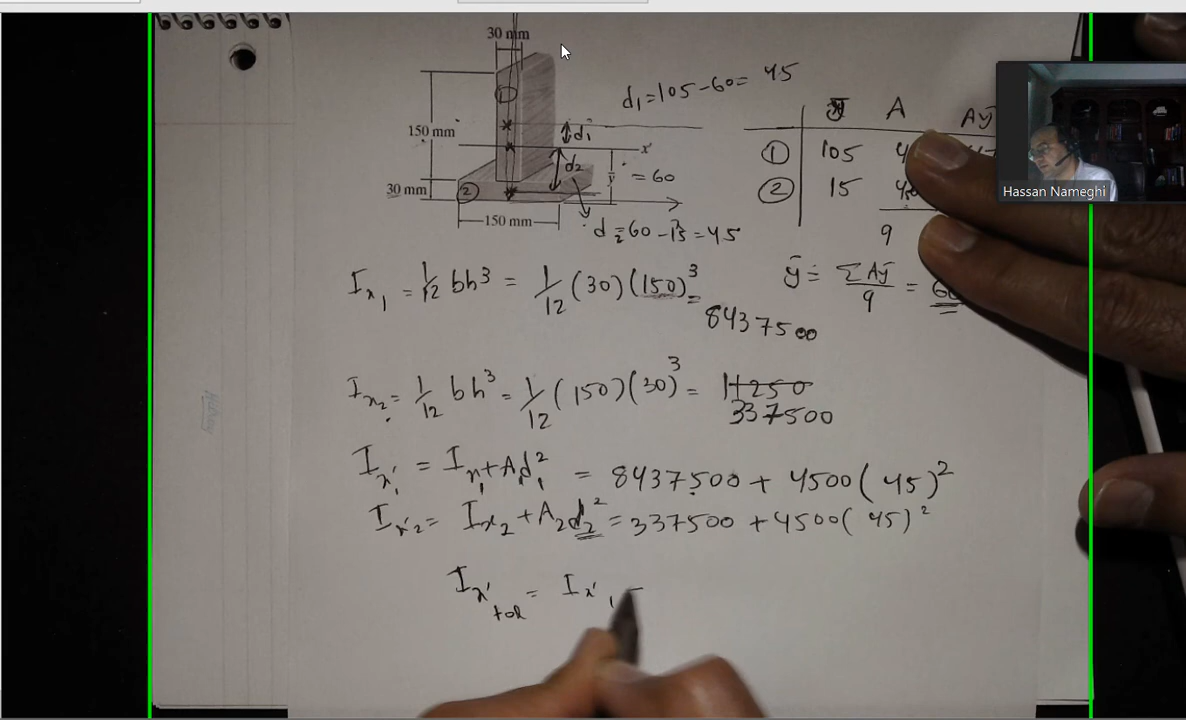 30 mm
①
d₁=105-60= 45
ȳ A Aȳ
① 105
② 15
9
ȳ = ΣAȳ/9 =
150 mm
d₁
x'
d₂
ȳ = 60
30 mm
②
150 mm
d₂=60-15=45
Hassan Nameghi
Iₓ₁ = 1/12 bh³ = 1/12 (30)(150)³ =
8437500
Iₓ₂ = 1/12 bh³ = 1/12 (150)(30)³ =
337500
Iₓ'₁ = Iₓ₁+A₁d₁² = 8437500 + 4500(45)²
Iₓ'₂ = Iₓ₂+A₂d₂² = 337500 + 4500(45)²
Iₓ' = Iₓ'₁